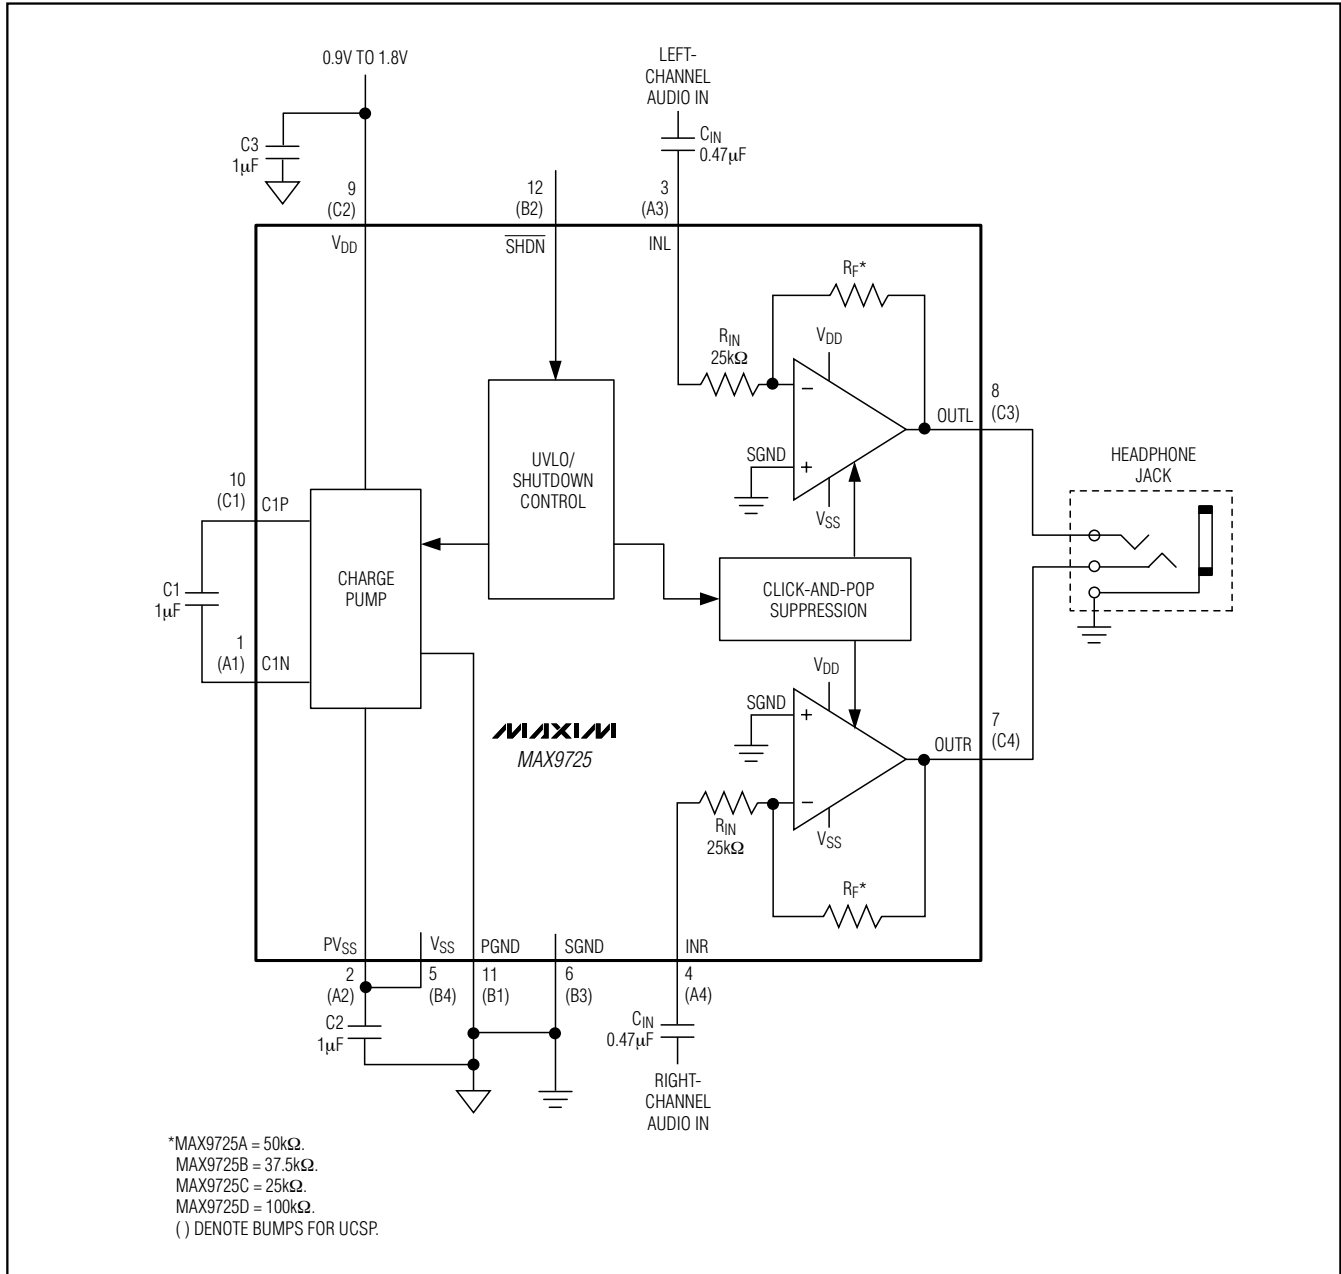 0.9V TO 1.8V
LEFT-
CHANNEL
AUDIO IN
C3
1μF
CIN
0.47μF
9
(C2)
12
(B2)
3
(A3)
VDD
SHDN
INL
RF*
RIN
25kΩ
VDD
−
SGND
+
VSS
OUTL
8
(C3)
HEADPHONE
JACK
UVLO/
SHUTDOWN
CONTROL
10
(C1)
C1P
CHARGE
PUMP
C1
1μF
1
(A1)
C1N
CLICK-AND-POP
SUPPRESSION
VDD
SGND
+
−
VSS
OUTR
7
(C4)
MAXIM
MAX9725
RIN
25kΩ
RF*
PVSS
VSS
PGND
SGND
INR
2
(A2)
5
(B4)
11
(B1)
6
(B3)
4
(A4)
C2
1μF
CIN
0.47μF
RIGHT-
CHANNEL
AUDIO IN
*MAX9725A = 50kΩ.
MAX9725B = 37.5kΩ.
MAX9725C = 25kΩ.
MAX9725D = 100kΩ.
( ) DENOTE BUMPS FOR UCSP.